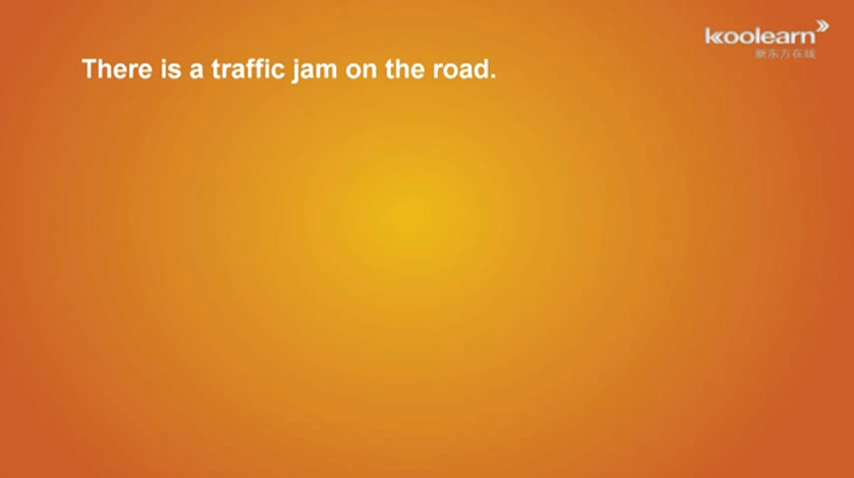 koolearn
新东方在线
There is a traffic jam on the road.